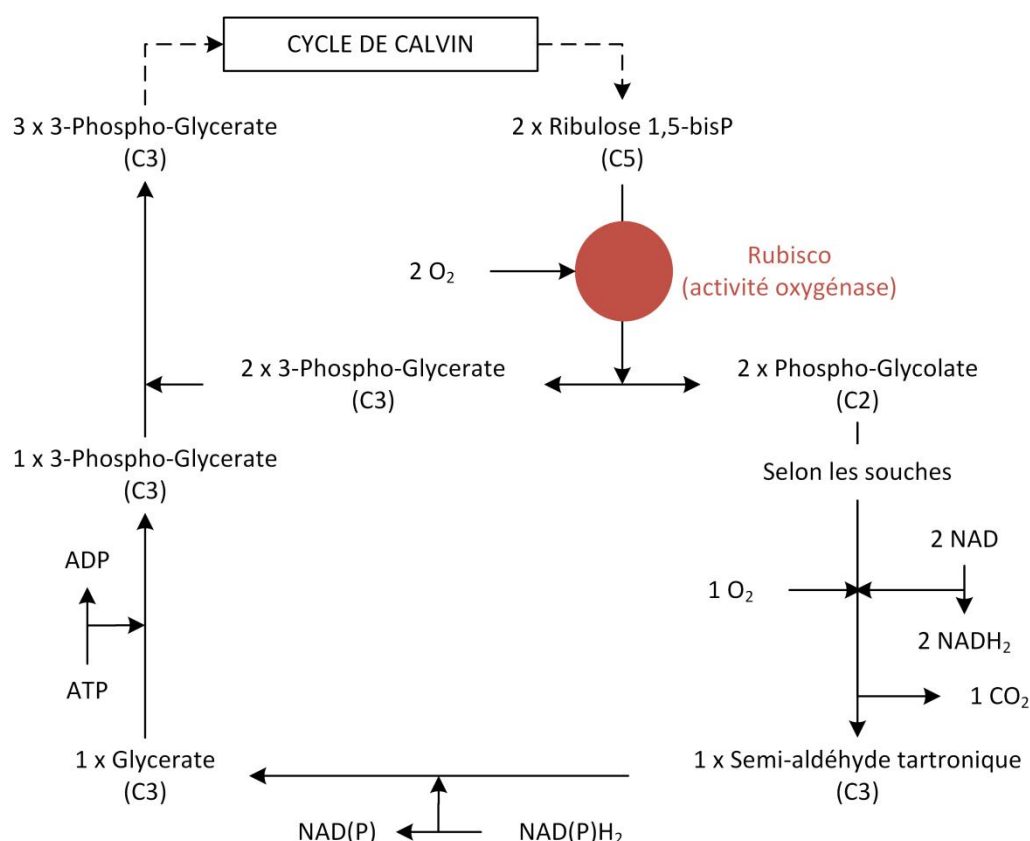 CYCLE DE CALVIN
3 x 3-Phospho-Glycerate
(C3)
2 x Ribulose 1,5-bisP
(C5)
2 O₂
Rubisco
(activité oxygénase)
2 x 3-Phospho-Glycerate
(C3)
2 x Phospho-Glycolate
(C2)
1 x 3-Phospho-Glycerate
(C3)
Selon les souches
ADP
ATP
1 O₂
2 NAD
2 NADH₂
1 CO₂
1 x Glycerate
(C3)
1 x Semi-aldéhyde tartronique
(C3)
NAD(P)
NAD(P)H₂